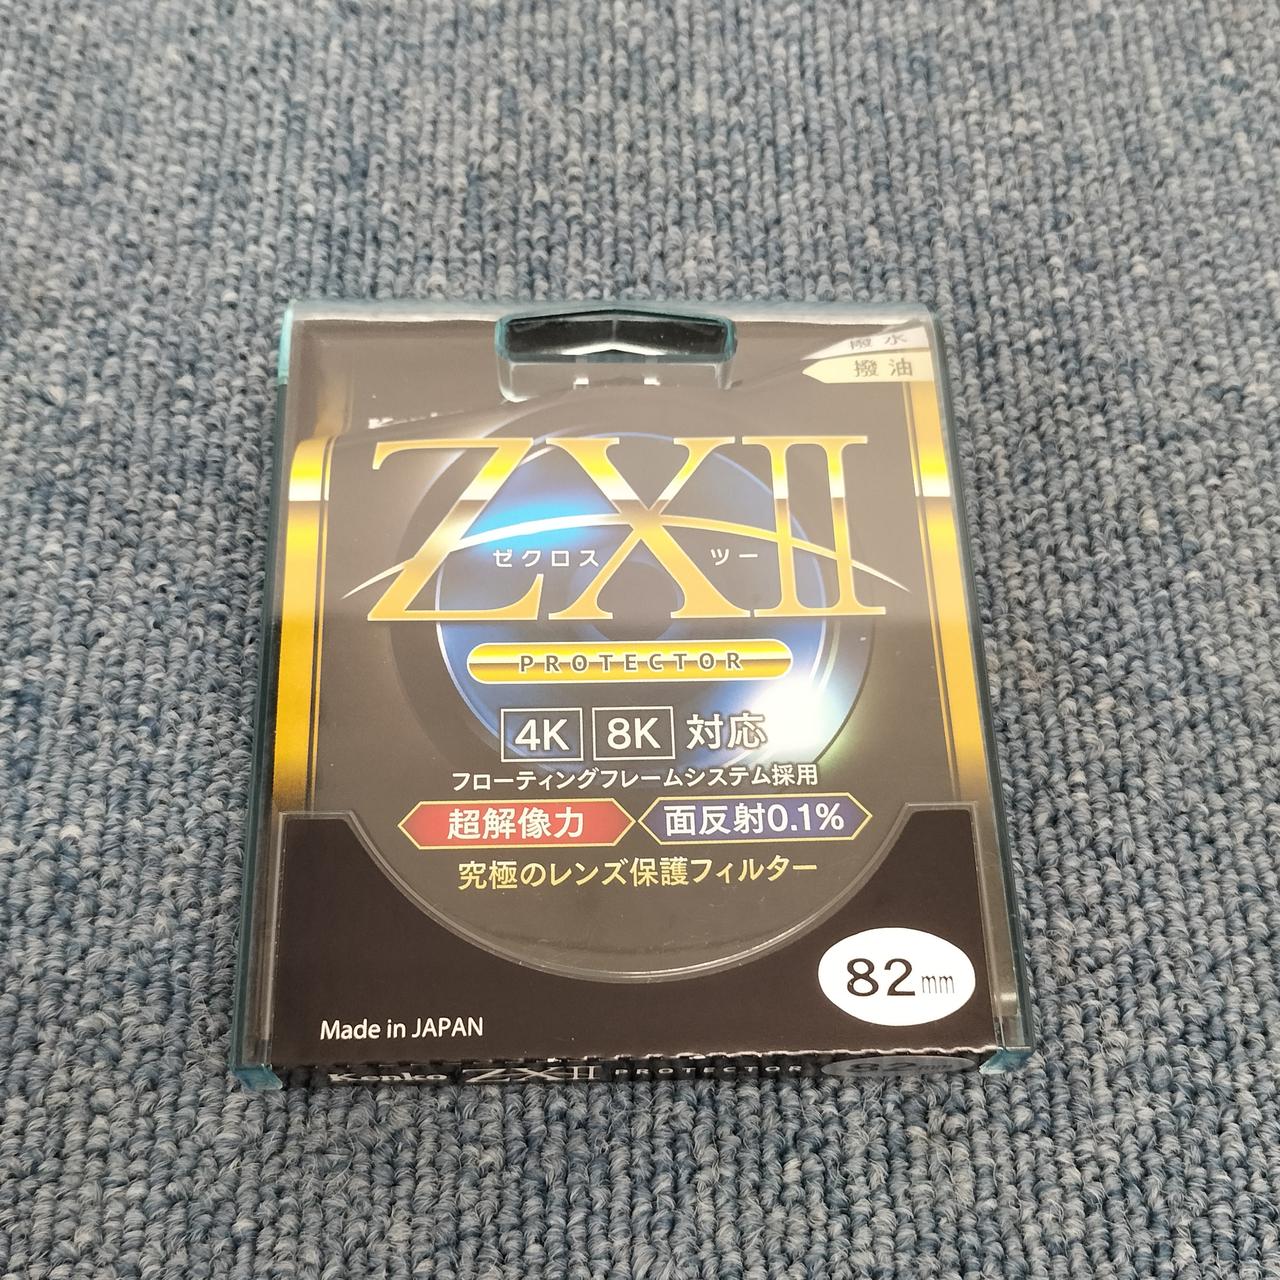 撥水
撥油
Kenko
ZXII
ゼクロス ツー
PROTECTOR
4K 8K 対応
フローティングフレームシステム採用
超解像力 面反射0.1%
究極のレンズ保護フィルター
82mm
Made in JAPAN
Kenko ZXII PROTECTOR 82mm